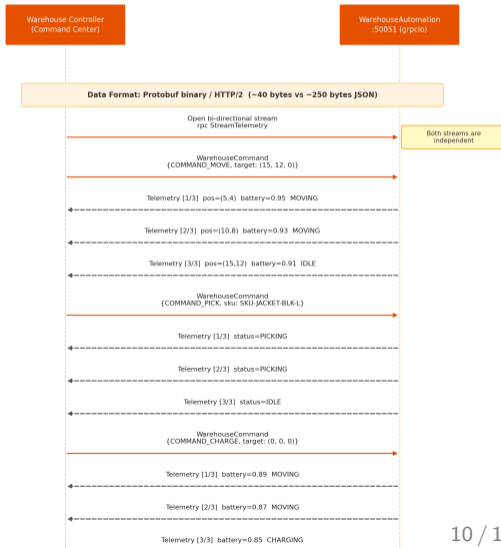 Warehouse Controller
(Command Center)
WarehouseAutomation
:50051 (grpcio)
Data Format: Protobuf binary / HTTP/2 (~40 bytes vs ~250 bytes JSON)
Open bi-directional stream
rpc StreamTelemetry
Both streams are
independent
WarehouseCommand
{COMMAND_MOVE, target: (15, 12, 0)}
Telemetry [1/3] pos=(5,4) battery=0.95 MOVING
Telemetry [2/3] pos=(10,8) battery=0.93 MOVING
Telemetry [3/3] pos=(15,12) battery=0.91 IDLE
WarehouseCommand
{COMMAND_PICK, sku: SKU-JACKET-BLK-L}
Telemetry [1/3] status=PICKING
Telemetry [2/3] status=PICKING
Telemetry [3/3] status=IDLE
WarehouseCommand
{COMMAND_CHARGE, target: (0, 0, 0)}
Telemetry [1/3] battery=0.89 MOVING
Telemetry [2/3] battery=0.87 MOVING
Telemetry [3/3] battery=0.85 CHARGING
10 / 1